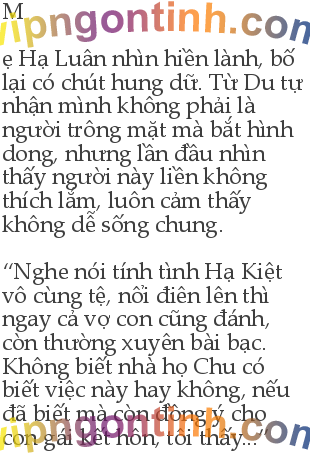 M
vipngontinh.com
ẹ Hạ Luân nhìn hiền lành, bố
lại có chút hung dữ. Từ Du tự
nhận mình không phải là
người trông mặt mà bắt hình
dong, nhưng lần đầu nhìn
thấy người này liền không
thích lắm, luôn cảm thấy
không dễ sống chung.
“Nghe nói tính tình Hạ Kiệt
vô cùng tệ, nổi điên lên thì
ngay cả vợ con cũng đánh,
còn thường xuyên bài bạc.
Không biết nhà họ Chu có
biết việc này hay không, nếu
đã biết mà còn đồng ý cho
con gái kết hôn, tôi thấy...”
vipngontinh.com